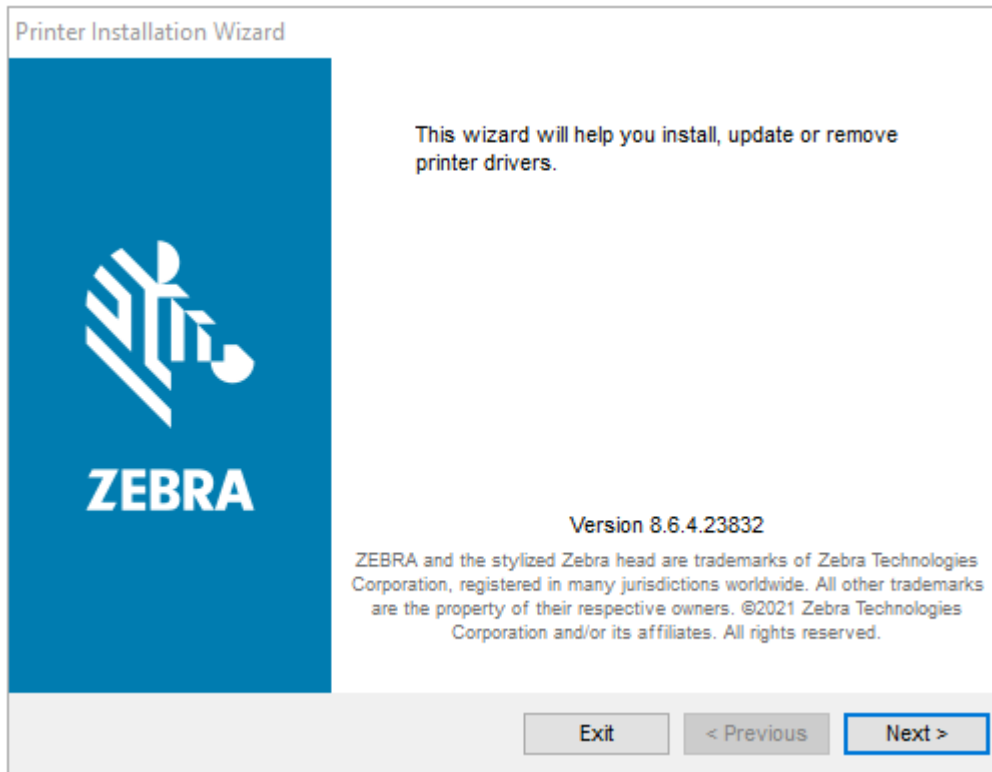 Printer Installation Wizard
This wizard will help you install, update or remove
printer drivers.
ZEBRA
Version 8.6.4.23832
ZEBRA and the stylized Zebra head are trademarks of Zebra Technologies
Corporation, registered in many jurisdictions worldwide. All other trademarks
are the property of their respective owners. ©2021 Zebra Technologies
Corporation and/or its affiliates. All rights reserved.
Exit
< Previous
Next >